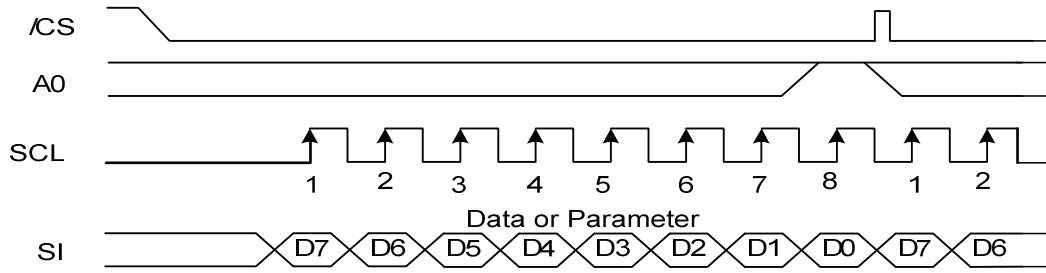 /CS
A0
SCL
1 2 3 4 5 6 7 8 1 2
Data or Parameter
SI D7 D6 D5 D4 D3 D2 D1 D0 D7 D6